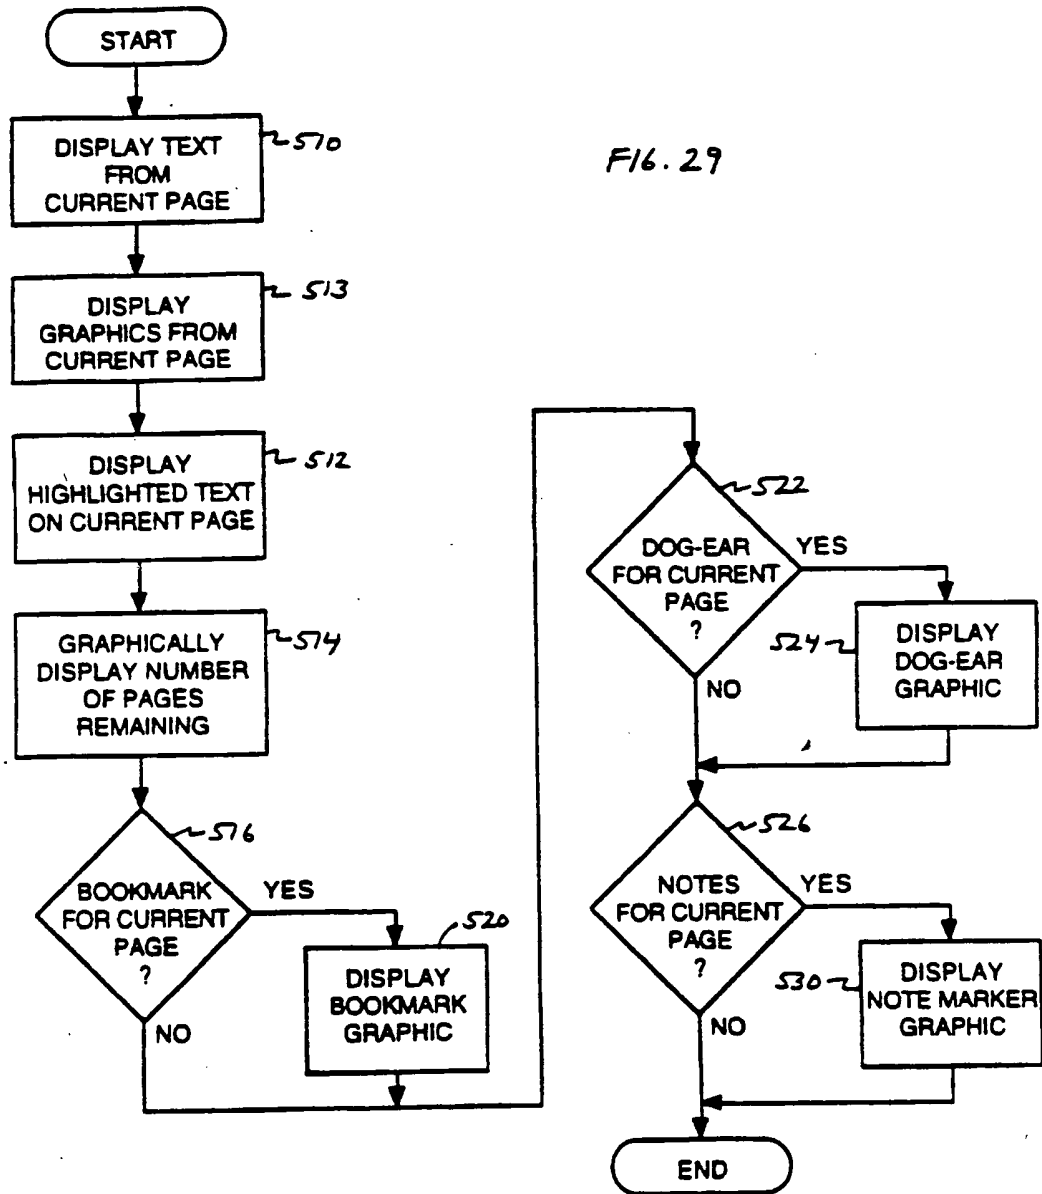 START
DISPLAY TEXT
FROM
CURRENT PAGE
510
FIG. 29
DISPLAY
GRAPHICS FROM
CURRENT PAGE
513
DISPLAY
HIGHLIGHTED TEXT
ON CURRENT PAGE
512
GRAPHICALLY
DISPLAY NUMBER
OF PAGES
REMAINING
514
BOOKMARK
FOR CURRENT
PAGE
?
516
YES
NO
DISPLAY
BOOKMARK
GRAPHIC
520
DOG-EAR
FOR CURRENT
PAGE
?
522
YES
NO
524
DISPLAY
DOG-EAR
GRAPHIC
NOTES
FOR CURRENT
PAGE
?
526
YES
NO
530
DISPLAY
NOTE MARKER
GRAPHIC
END